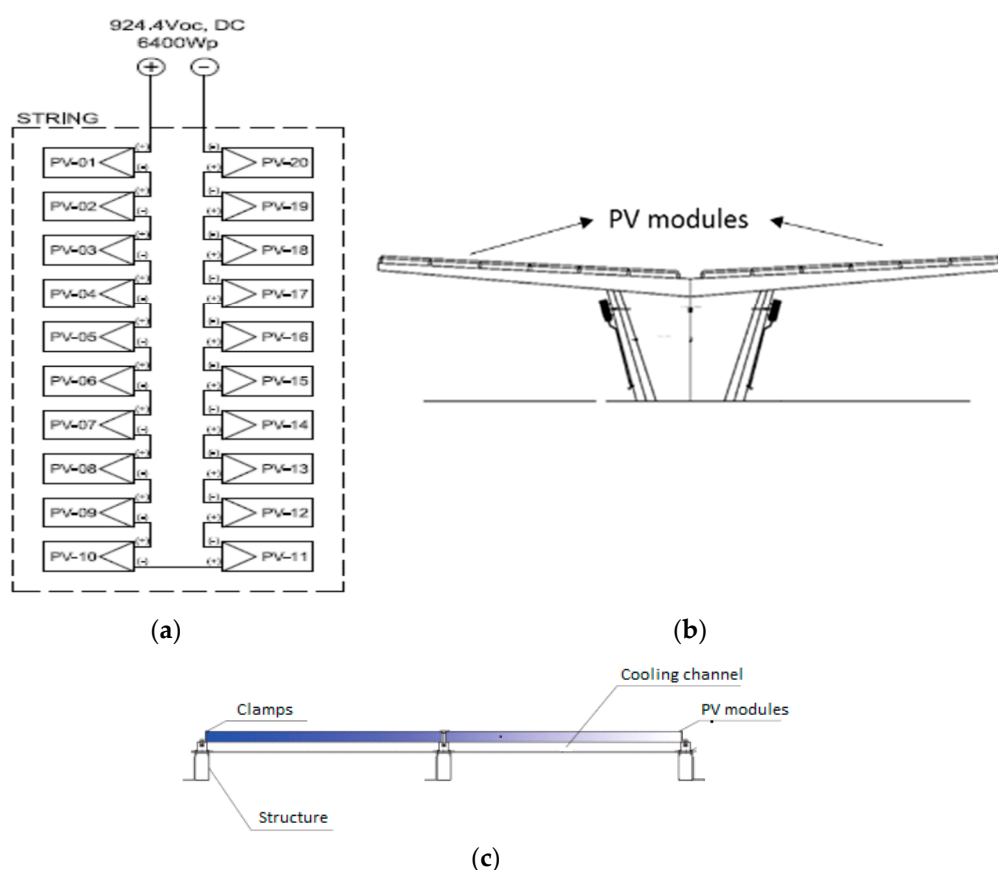 924.4Voc, DC
6400Wp
+ −
STRING
PV-01 (+) (-) (-) (+) PV-20
PV-02 (+) (-) (-) (+) PV-19
PV-03 (+) (-) (-) (+) PV-18
PV-04 (+) (-) (-) (+) PV-17
PV-05 (+) (-) (-) (+) PV-16
PV-06 (+) (-) (-) (+) PV-15
PV-07 (+) (-) (-) (+) PV-14
PV-08 (+) (-) (-) (+) PV-13
PV-09 (+) (-) (-) (+) PV-12
PV-10 (+) (-) (-) (+) PV-11
(a)
PV modules
(b)
Cooling channel
Clamps
PV modules
Structure
(c)